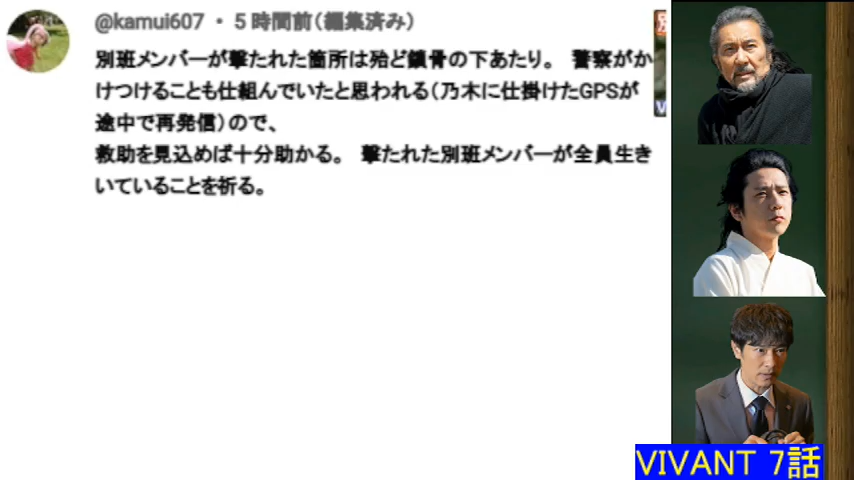 @kamui607 ・ 5 時間前（編集済み）
別班メンバーが撃たれた箇所は殆ど鎖骨の下あたり。 警察がか
けつけることも仕組んでいたと思われる（乃木に仕掛けたGPSが
途中で再発信）ので、
救助を見込めば十分助かる。 撃たれた別班メンバーが全員生き
いていることを祈る。
VIVANT 7話